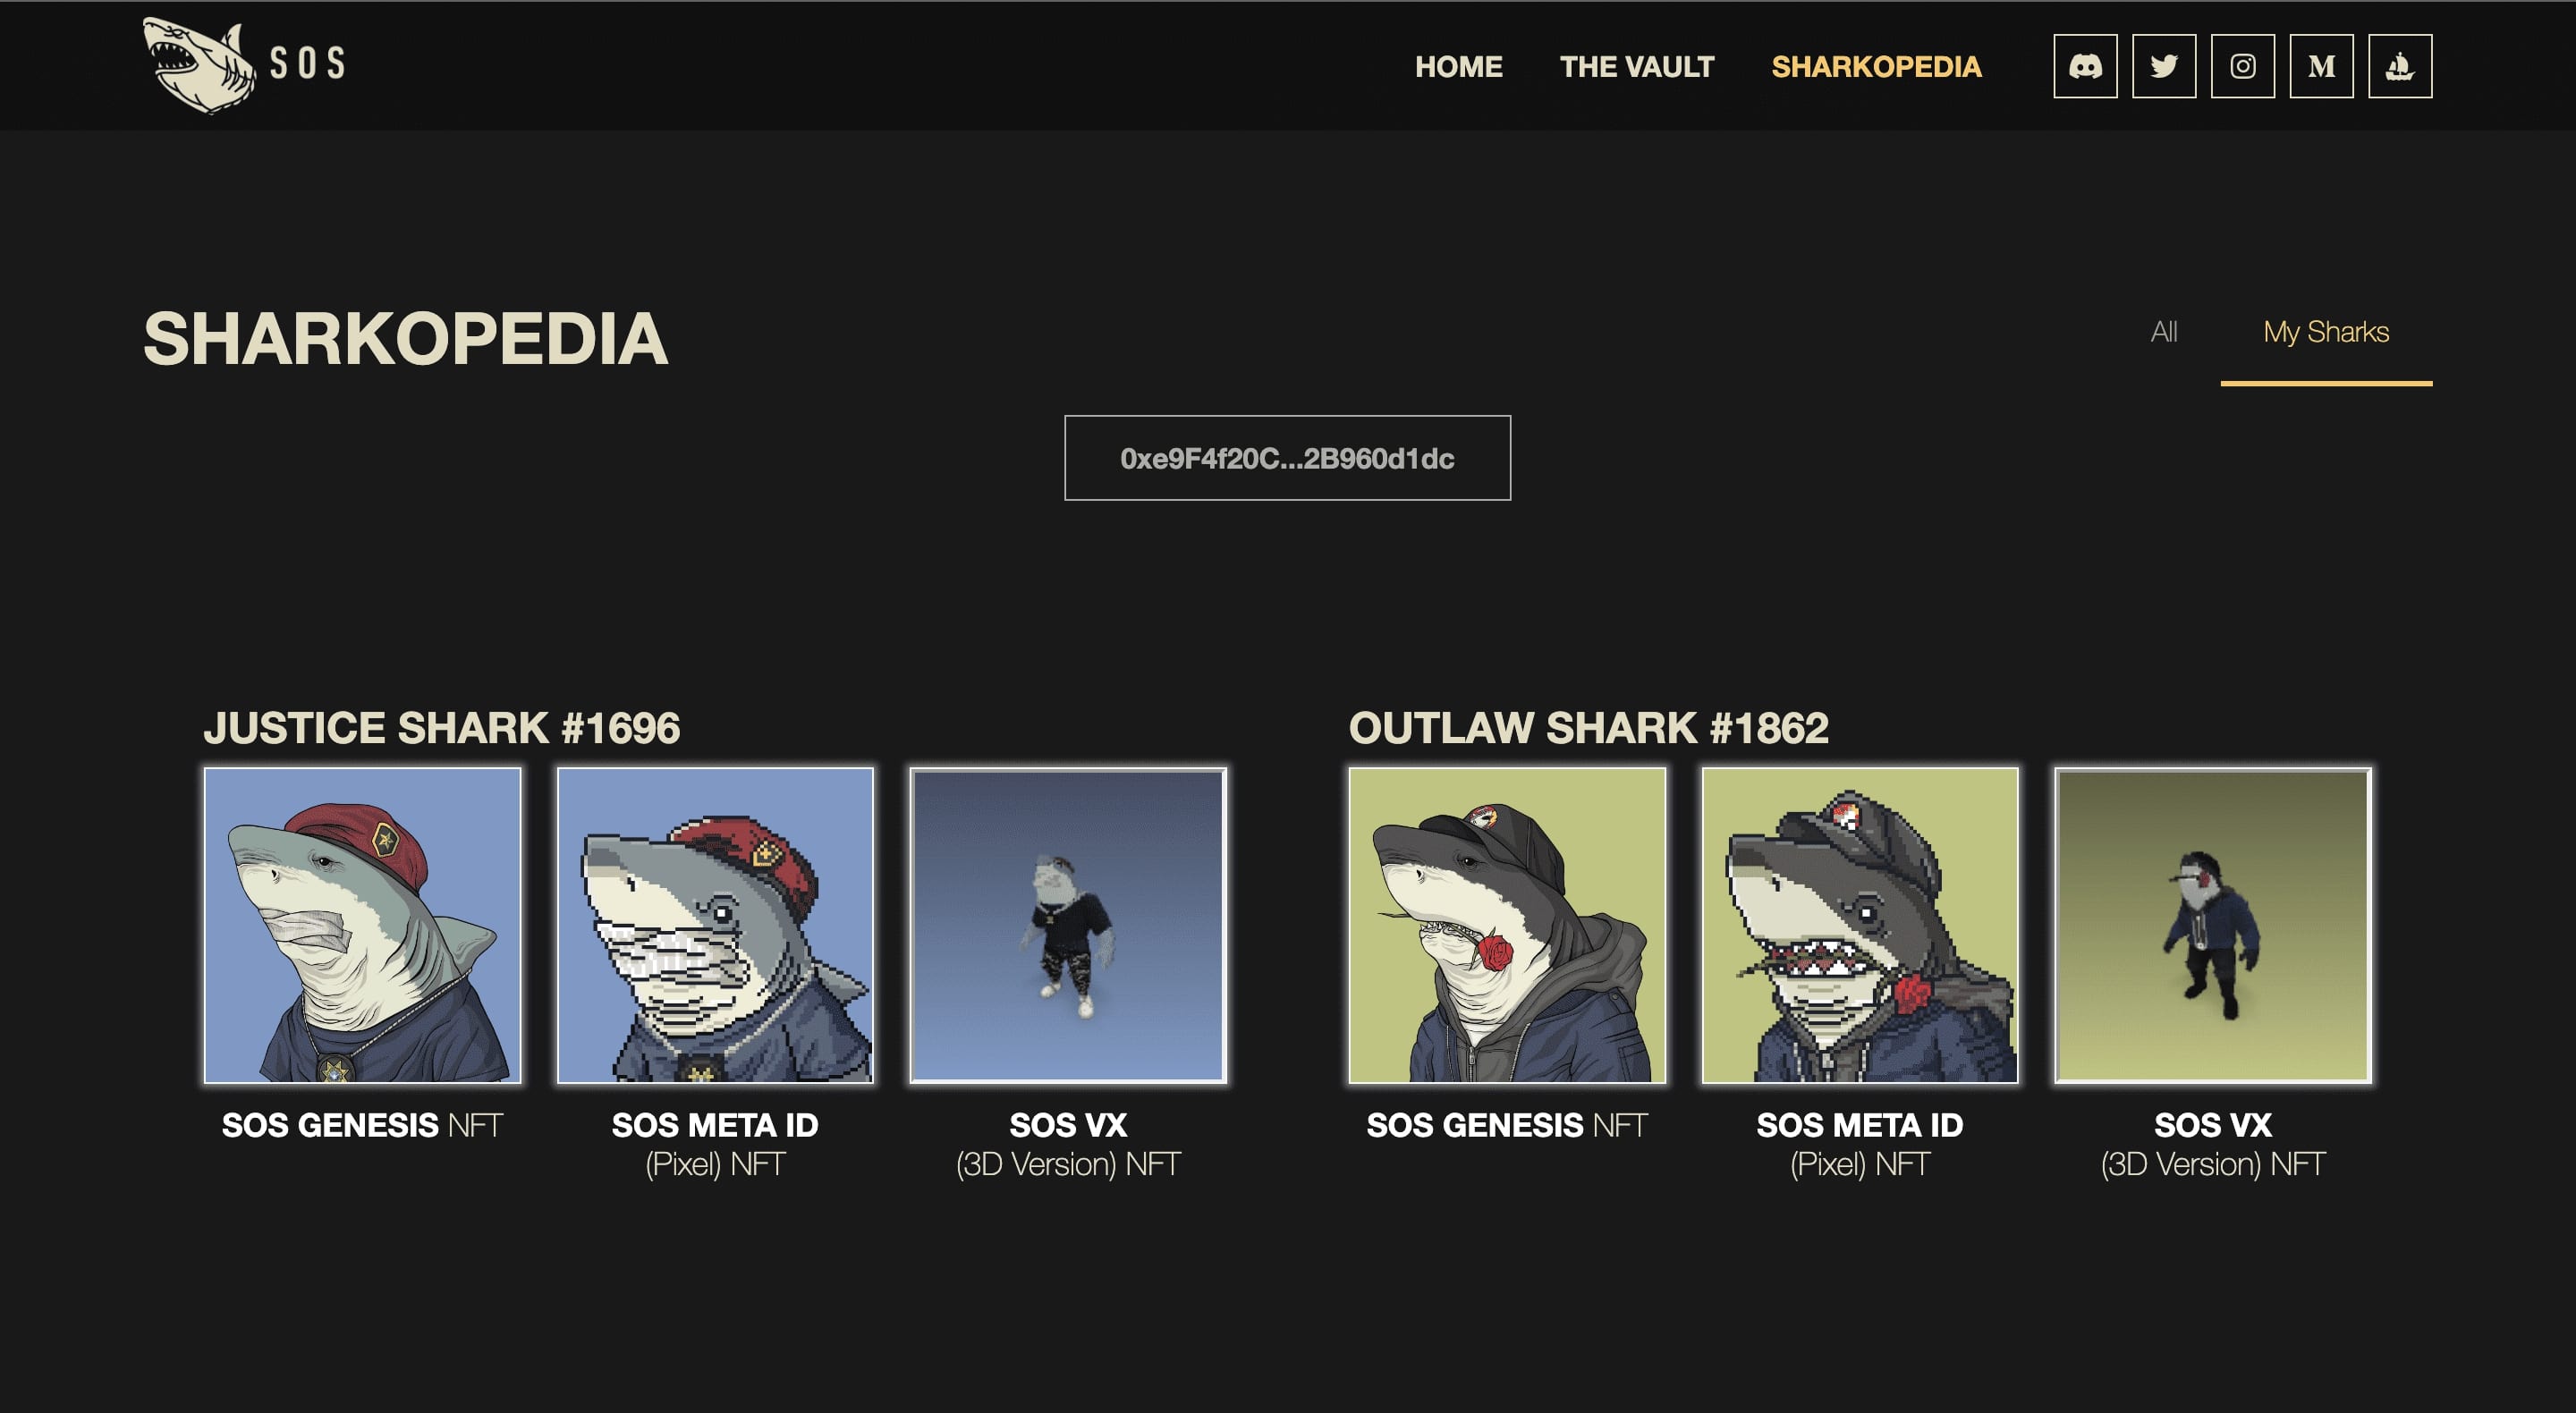 SOS
HOME
THE VAULT
SHARKOPEDIA
M
SHARKOPEDIA
All
My Sharks
0xe9F4f20C...2B960d1dc
JUSTICE SHARK #1696
SOS GENESIS NFT
SOS META ID
(Pixel) NFT
SOS VX
(3D Version) NFT
OUTLAW SHARK #1862
SOS GENESIS NFT
SOS META ID
(Pixel) NFT
SOS VX
(3D Version) NFT